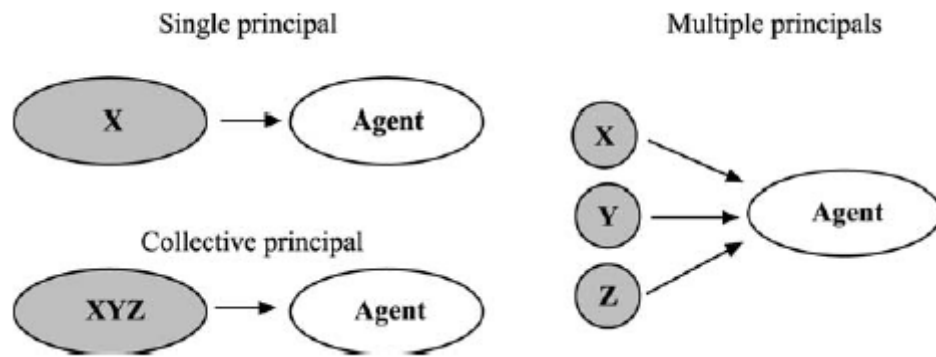 Single principal
X
Agent
Collective principal
XYZ
Agent
Multiple principals
X
Y
Z
Agent